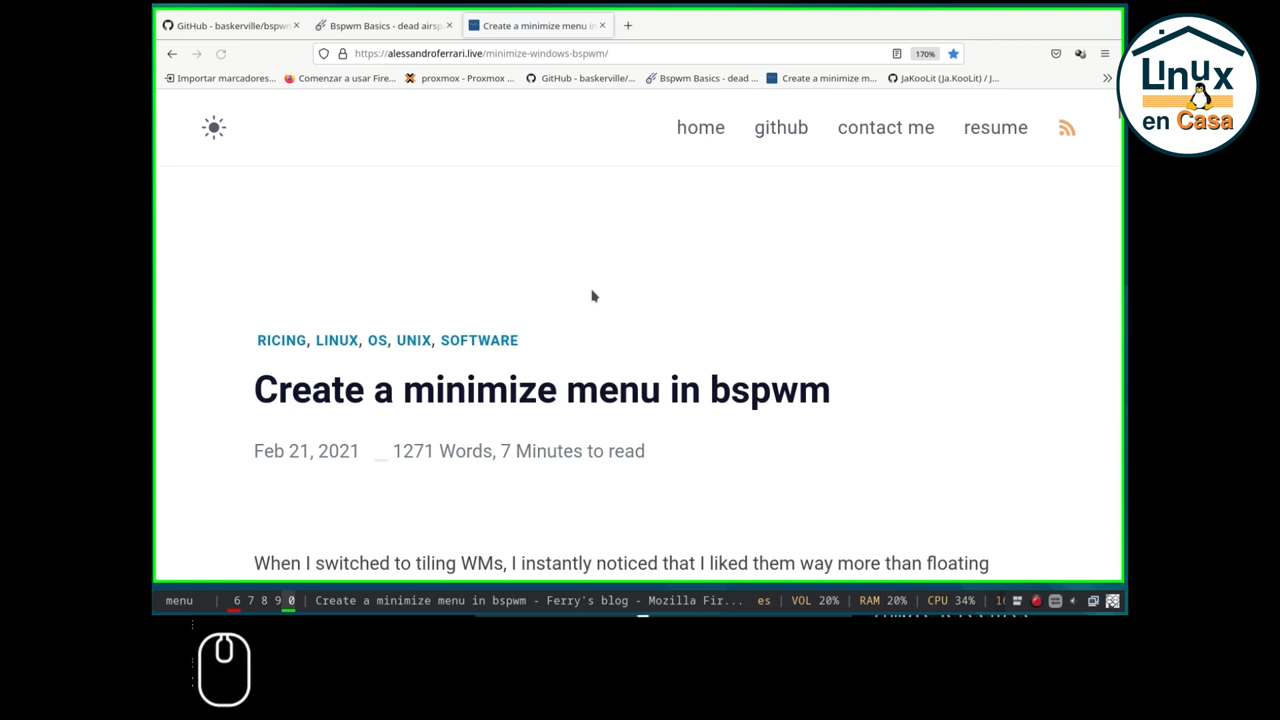 GitHub - baskerville/bspwr
Bspwm Basics - dead airsp
Create a minimize menu in
https://alessandroferrari.live/minimize-windows-bspwm/
170%
Importar marcadores...
Comenzar a usar Fire...
proxmox - Proxmox ...
GitHub - baskerville/...
Bspwm Basics - dead ...
Create a minimize m...
JaKooLit (Ja.KooLit) / J...
Linux
en Casa
home
github
contact me
resume
RICING, LINUX, OS, UNIX, SOFTWARE
Create a minimize menu in bspwm
Feb 21, 2021 _ 1271 Words, 7 Minutes to read
When I switched to tiling WMs, I instantly noticed that I liked them way more than floating
menu | 6 7 8 9 0 | Create a minimize menu in bspwm - Ferry's blog - Mozilla Fir... es | VOL 20% | RAM 20% | CPU 34% |